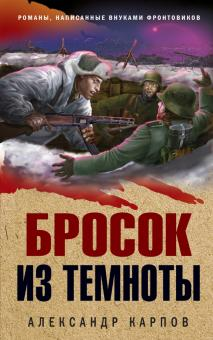 РОМАНЫ, НАПИСАННЫЕ ВНУКАМИ ФРОНТОВИКОВ
БРОСОК
ИЗ ТЕМНОТЫ
АЛЕКСАНДР КАРПОВ